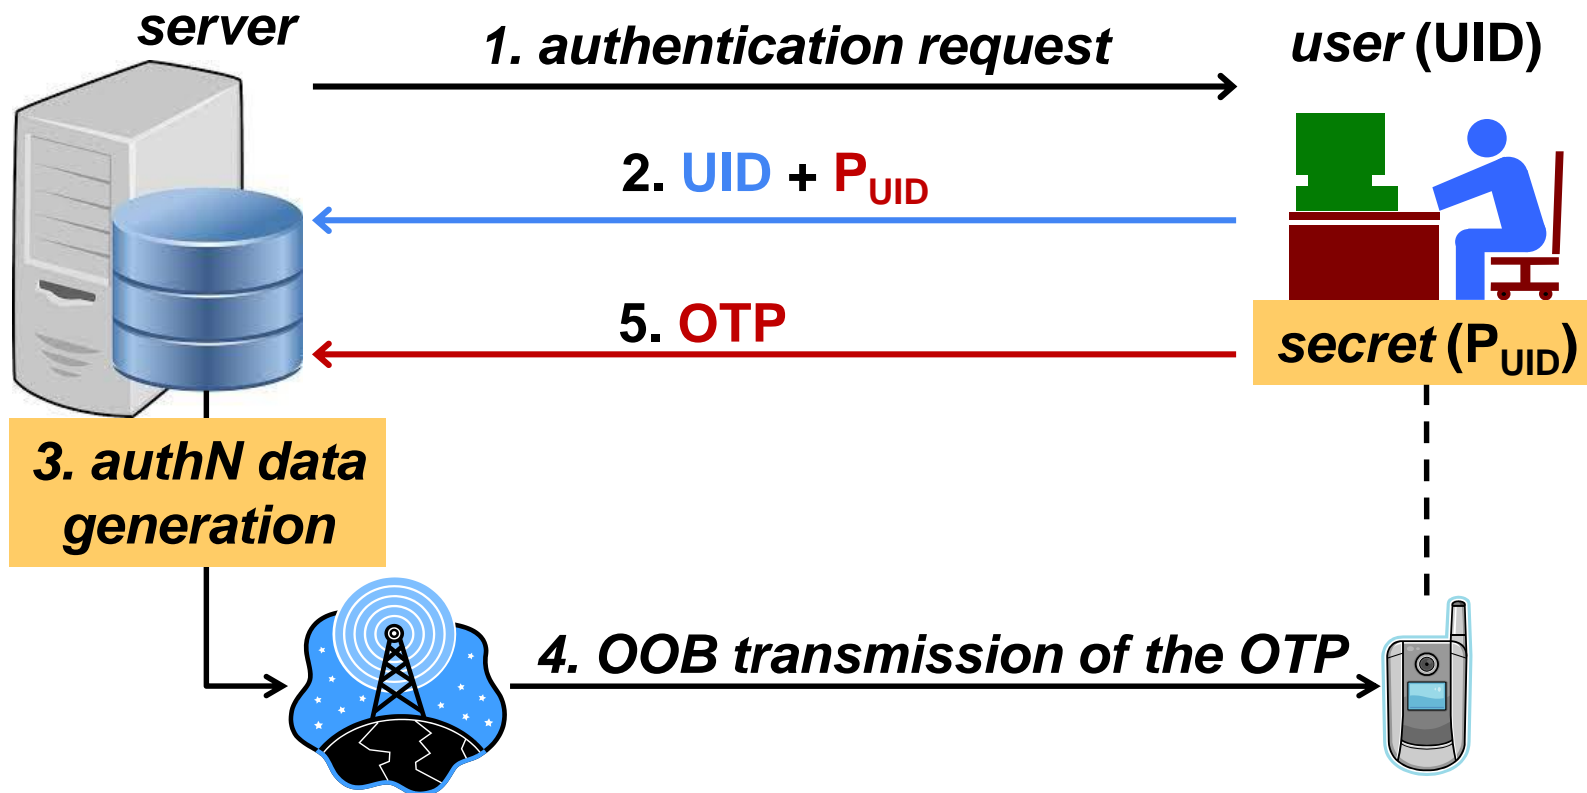 server
1. authentication request
user (UID)
2. UID + PUID
5. OTP
secret (PUID)
3. authN data
generation
4. OOB transmission of the OTP